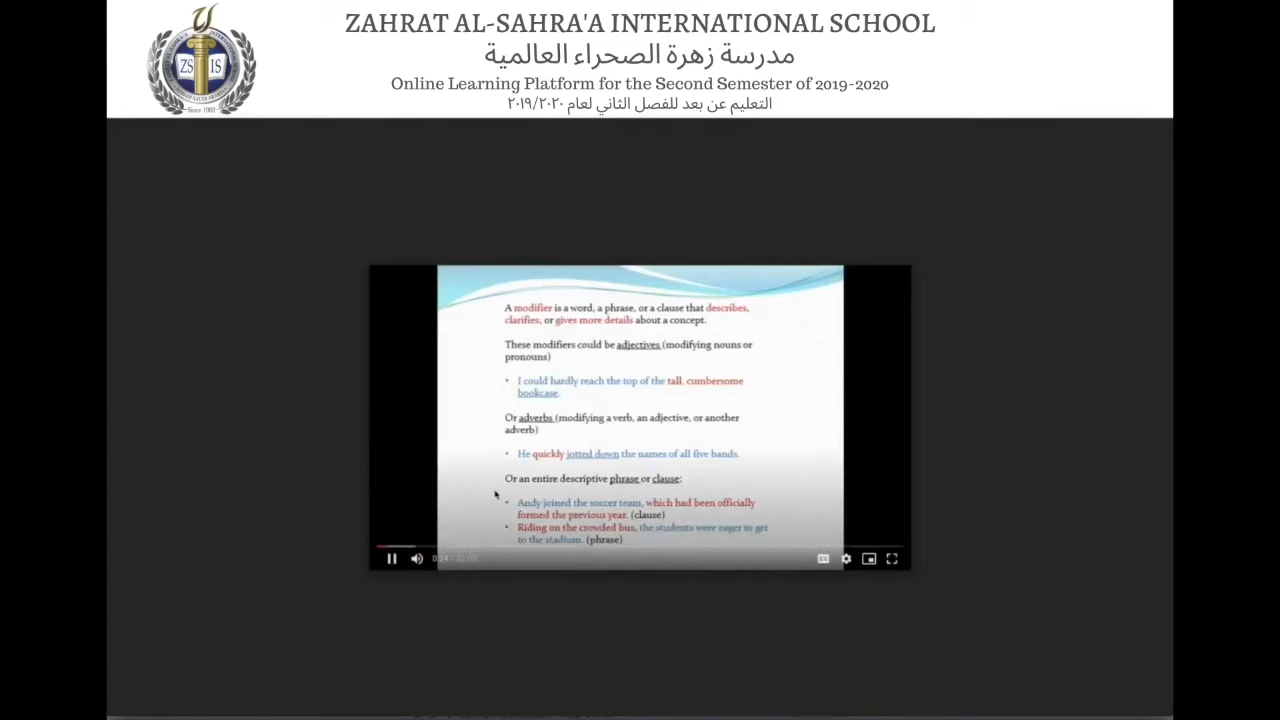 ZAHRAT AL-SAHRA'A INTERNATIONAL SCHOOL
مدرسة زهرة الصحراء العالمية
Online Learning Platform for the Second Semester of 2019-2020
التعليم عن بعد للفصل الثاني لعام ٢٠١٩/٢٠٢٠
ZS IS
Since 1983
A modifier is a word, a phrase, or a clause that describes,
clarifies, or gives more details about a concept.
These modifiers could be adjectives (modifying nouns or
pronouns)
• I could hardly reach the top of the tall, cumbersome
bookcase.
Or adverbs (modifying a verb, an adjective, or another
adverb)
• He quickly jotted down the names of all five bands.
Or an entire descriptive phrase or clause:
• Andy joined the soccer team, which had been officially
formed the previous year. (clause)
• Riding on the crowded bus, the students were eager to get
to the stadium. (phrase)
0:24